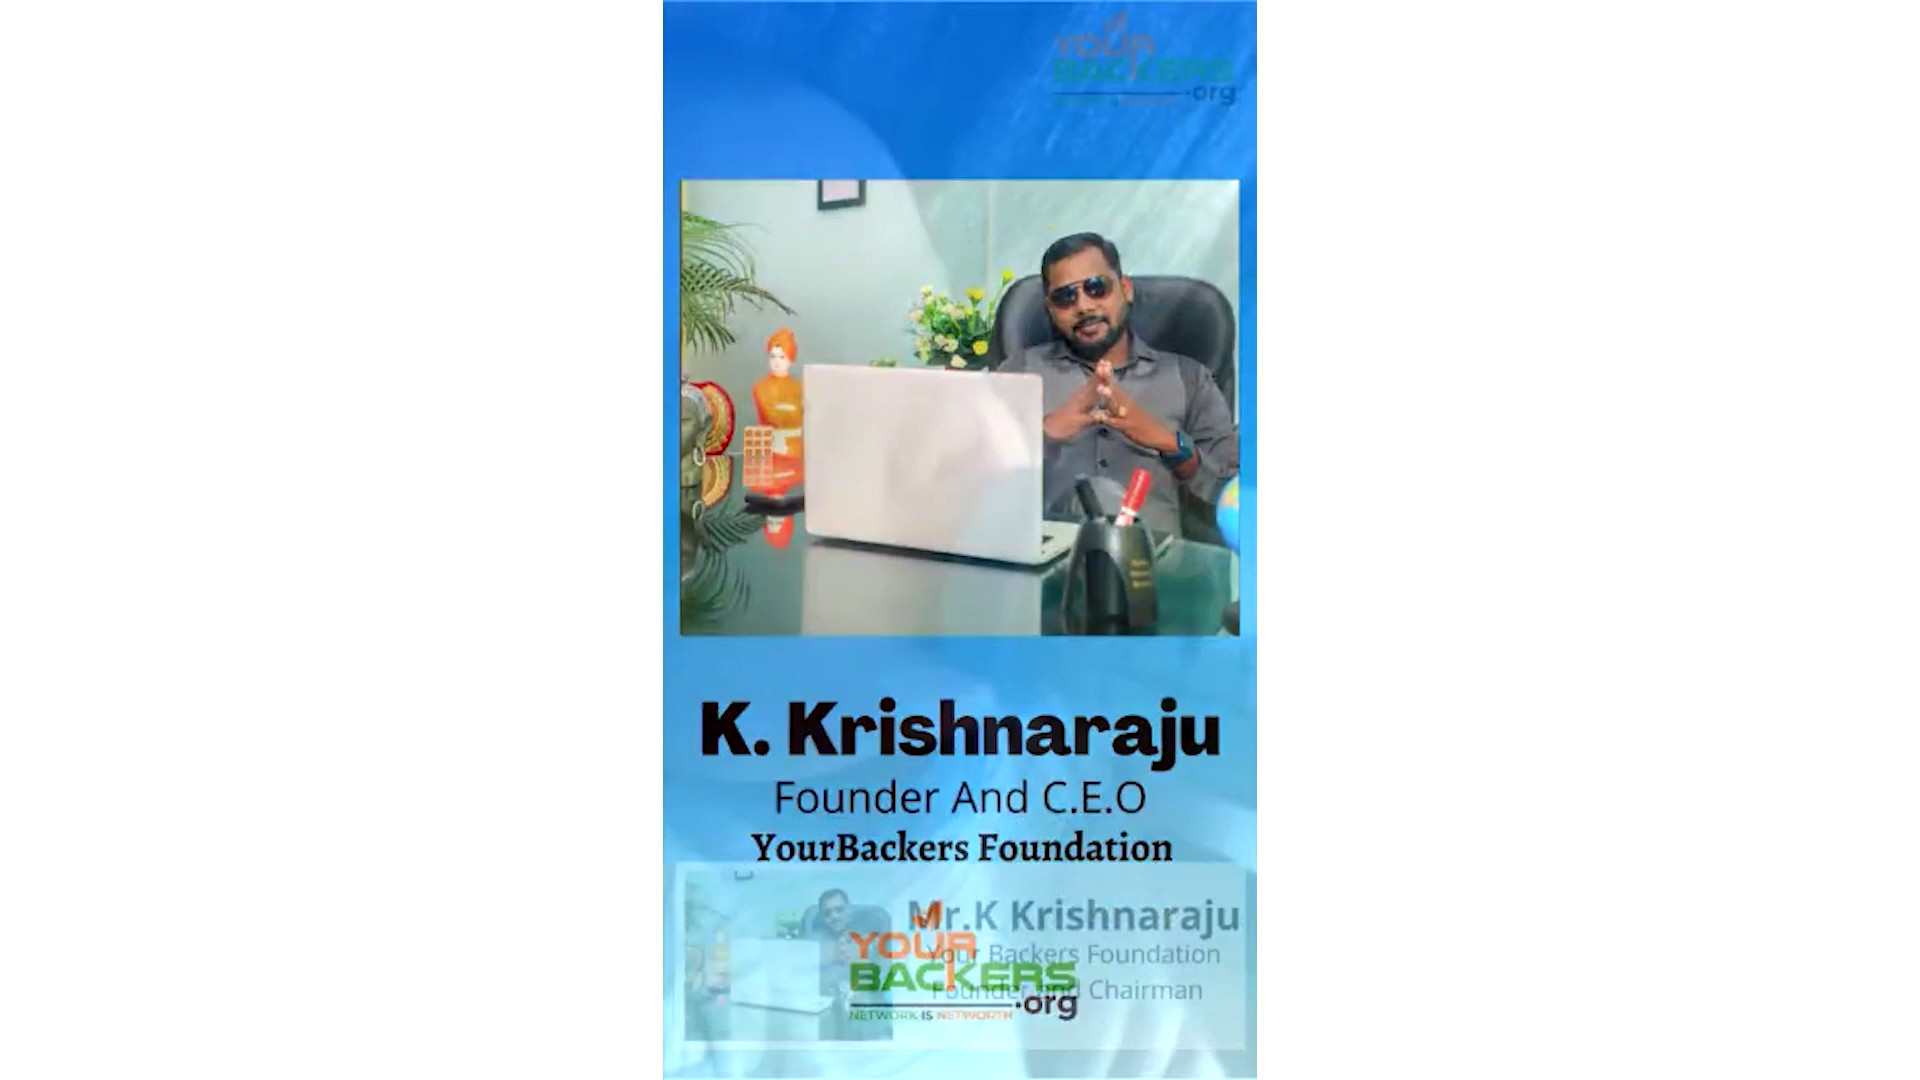 YOUR
BACKERS
.org
K. Krishnaraju
Founder And C.E.O
YourBackers Foundation
Mr.K Krishnaraju
Your Backers Foundation
Founder and Chairman
YOUR
BACKERS
.org
NETWORK IS NETWORTH